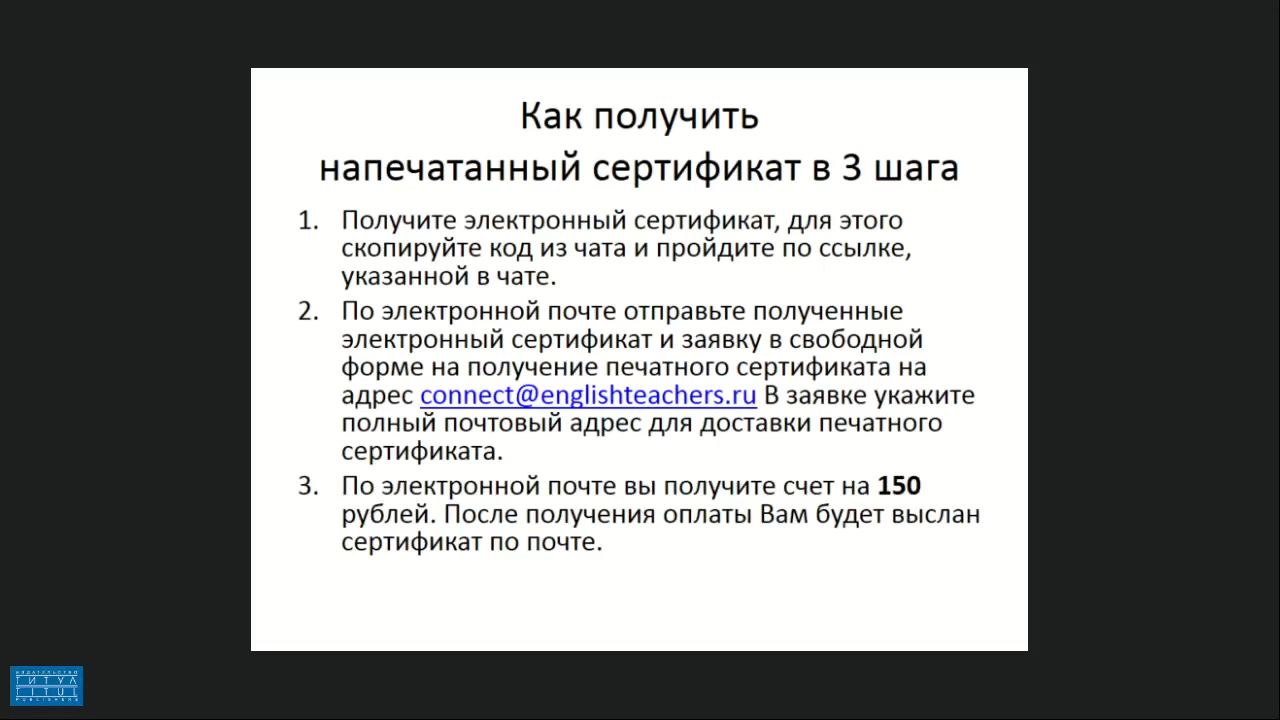 Как получить
напечатанный сертификат в 3 шага
1. Получите электронный сертификат, для этого
скопируйте код из чата и пройдите по ссылке,
указанной в чате.
2. По электронной почте отправьте полученные
электронный сертификат и заявку в свободной
форме на получение печатного сертификата на
адрес connect@englishteachers.ru В заявке укажите
полный почтовый адрес для доставки печатного
сертификата.
3. По электронной почте вы получите счет на 150
рублей. После получения оплаты Вам будет выслан
сертификат по почте.
ИЗДАТЕЛЬСТВО
ТИТУЛ
TITUL
PUBLISHERS